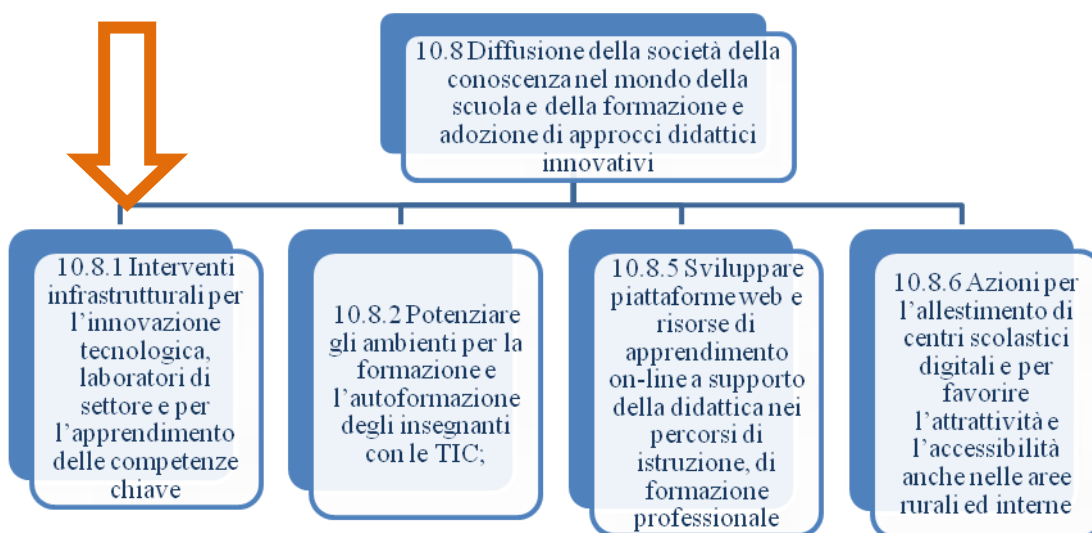 10.8 Diffusione della società della
conoscenza nel mondo della
scuola e della formazione e
adozione di approcci didattici
innovativi
10.8.1 Interventi
infrastrutturali per
l’innovazione
tecnologica,
laboratori di
settore e per
l’apprendimento
delle competenze
chiave
10.8.2 Potenziare
gli ambienti per la
formazione e
l’autoformazione
degli insegnanti
con le TIC;
10.8.5 Sviluppare
piattaforme web e
risorse di
apprendimento
on-line a supporto
della didattica nei
percorsi di
istruzione, di
formazione
professionale
10.8.6 Azioni per
l’allestimento di
centri scolastici
digitali e per
favorire
l’attrattività e
l’accessibilità
anche nelle aree
rurali ed interne